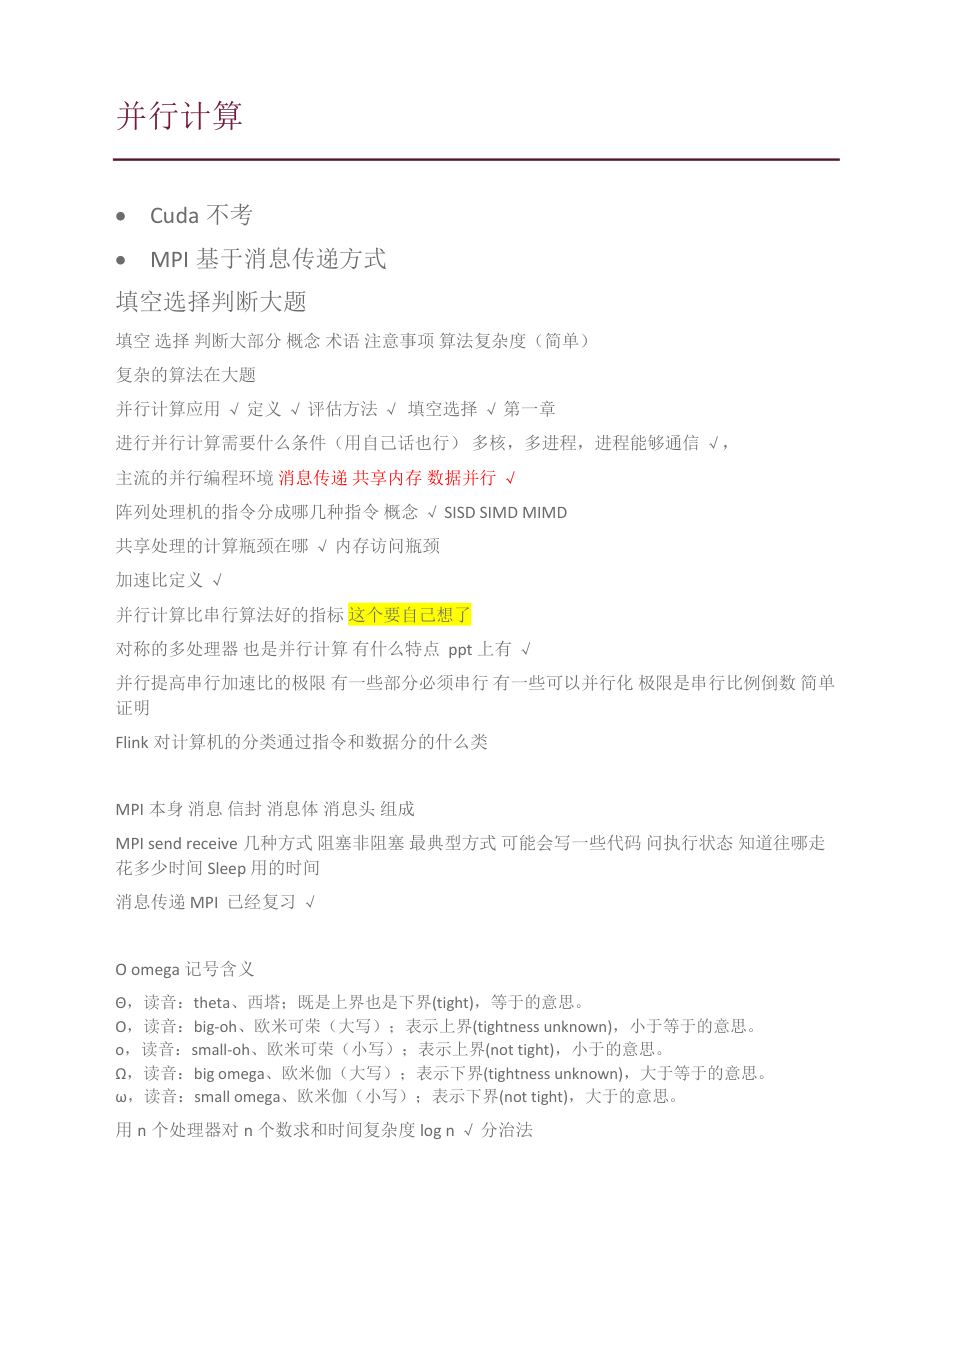 并行计算
• Cuda 不考
• MPI 基于消息传递方式
填空选择判断大题
填空 选择 判断大部分 概念 术语 注意事项 算法复杂度（简单）
复杂的算法在大题
并行计算应用 √ 定义 √ 评估方法 √ 填空选择 √ 第一章
进行并行计算需要什么条件（用自己话也行） 多核，多进程，进程能够通信 √，
主流的并行编程环境 消息传递 共享内存 数据并行 √
阵列处理机的指令分成哪几种指令 概念 √ SISD SIMD MIMD
共享处理的计算瓶颈在哪 √ 内存访问瓶颈
加速比定义 √
并行计算比串行算法好的指标 这个要自己想了
对称的多处理器 也是并行计算 有什么特点 ppt 上有 √
并行提高串行加速比的极限 有一些部分必须串行 有一些可以并行化 极限是串行比例倒数 简单
证明
Flink 对计算机的分类通过指令和数据分的什么类
MPI 本身 消息 信封 消息体 消息头 组成
MPI send receive 几种方式 阻塞非阻塞 最典型方式 可能会写一些代码 问执行状态 知道往哪走
花多少时间 Sleep 用的时间
消息传递 MPI 已经复习 √
O omega 记号含义
Θ，读音：theta、西塔；既是上界也是下界(tight)，等于的意思。
O，读音：big-oh、欧米可荣（大写）；表示上界(tightness unknown)，小于等于的意思。
o，读音：small-oh、欧米可荣（小写）；表示上界(not tight)，小于的意思。
Ω，读音：big omega、欧米伽（大写）；表示下界(tightness unknown)，大于等于的意思。
ω，读音：small omega、欧米伽（小写）；表示下界(not tight)，大于的意思。
用 n 个处理器对 n 个数求和时间复杂度 log n √ 分治法